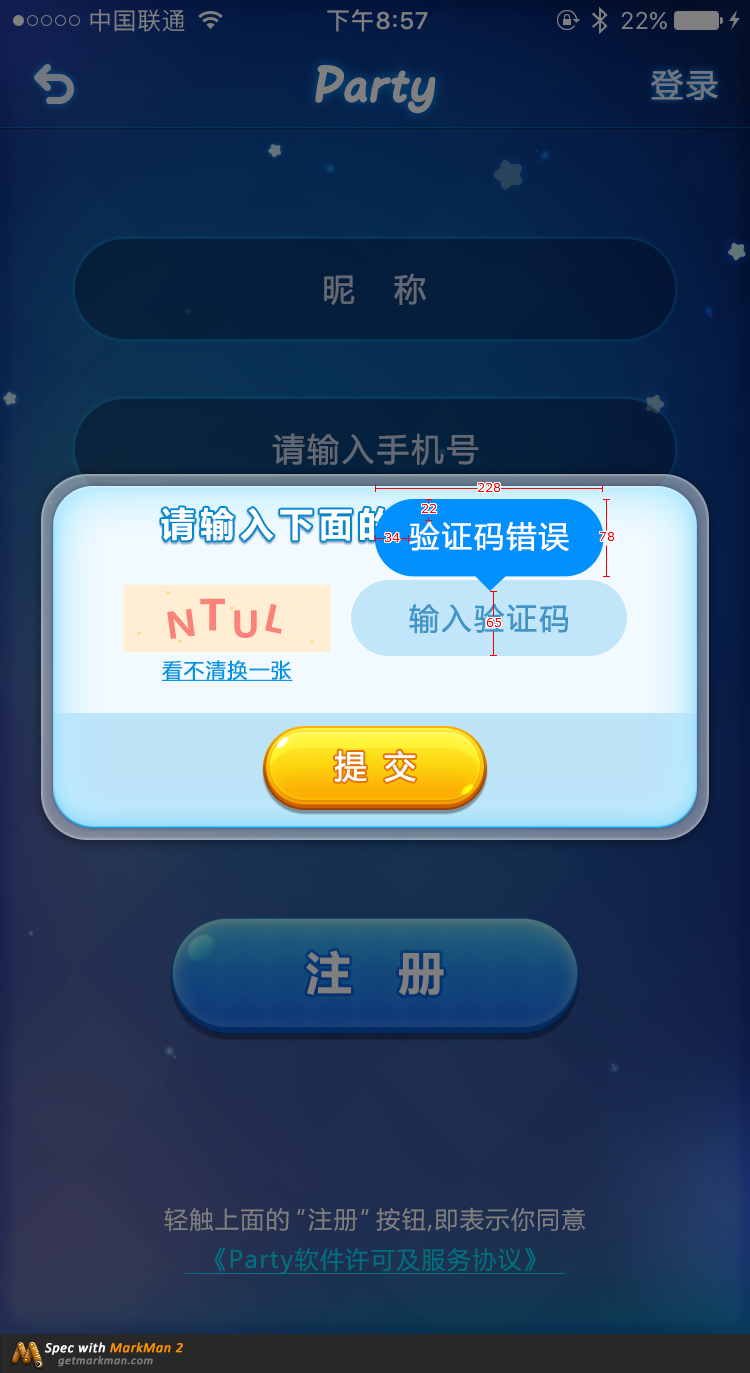 中国联通 下午8:57 22%
Party 登录
昵 称
请输入手机号
228
22
请输入下面的
34 验证码错误 78
NTUL 输入验证码
65
看不清换一张
提 交
注 册
轻触上面的“注册”按钮,即表示你同意
《Party软件许可及服务协议》
Spec with MarkMan 2
getmarkman.com